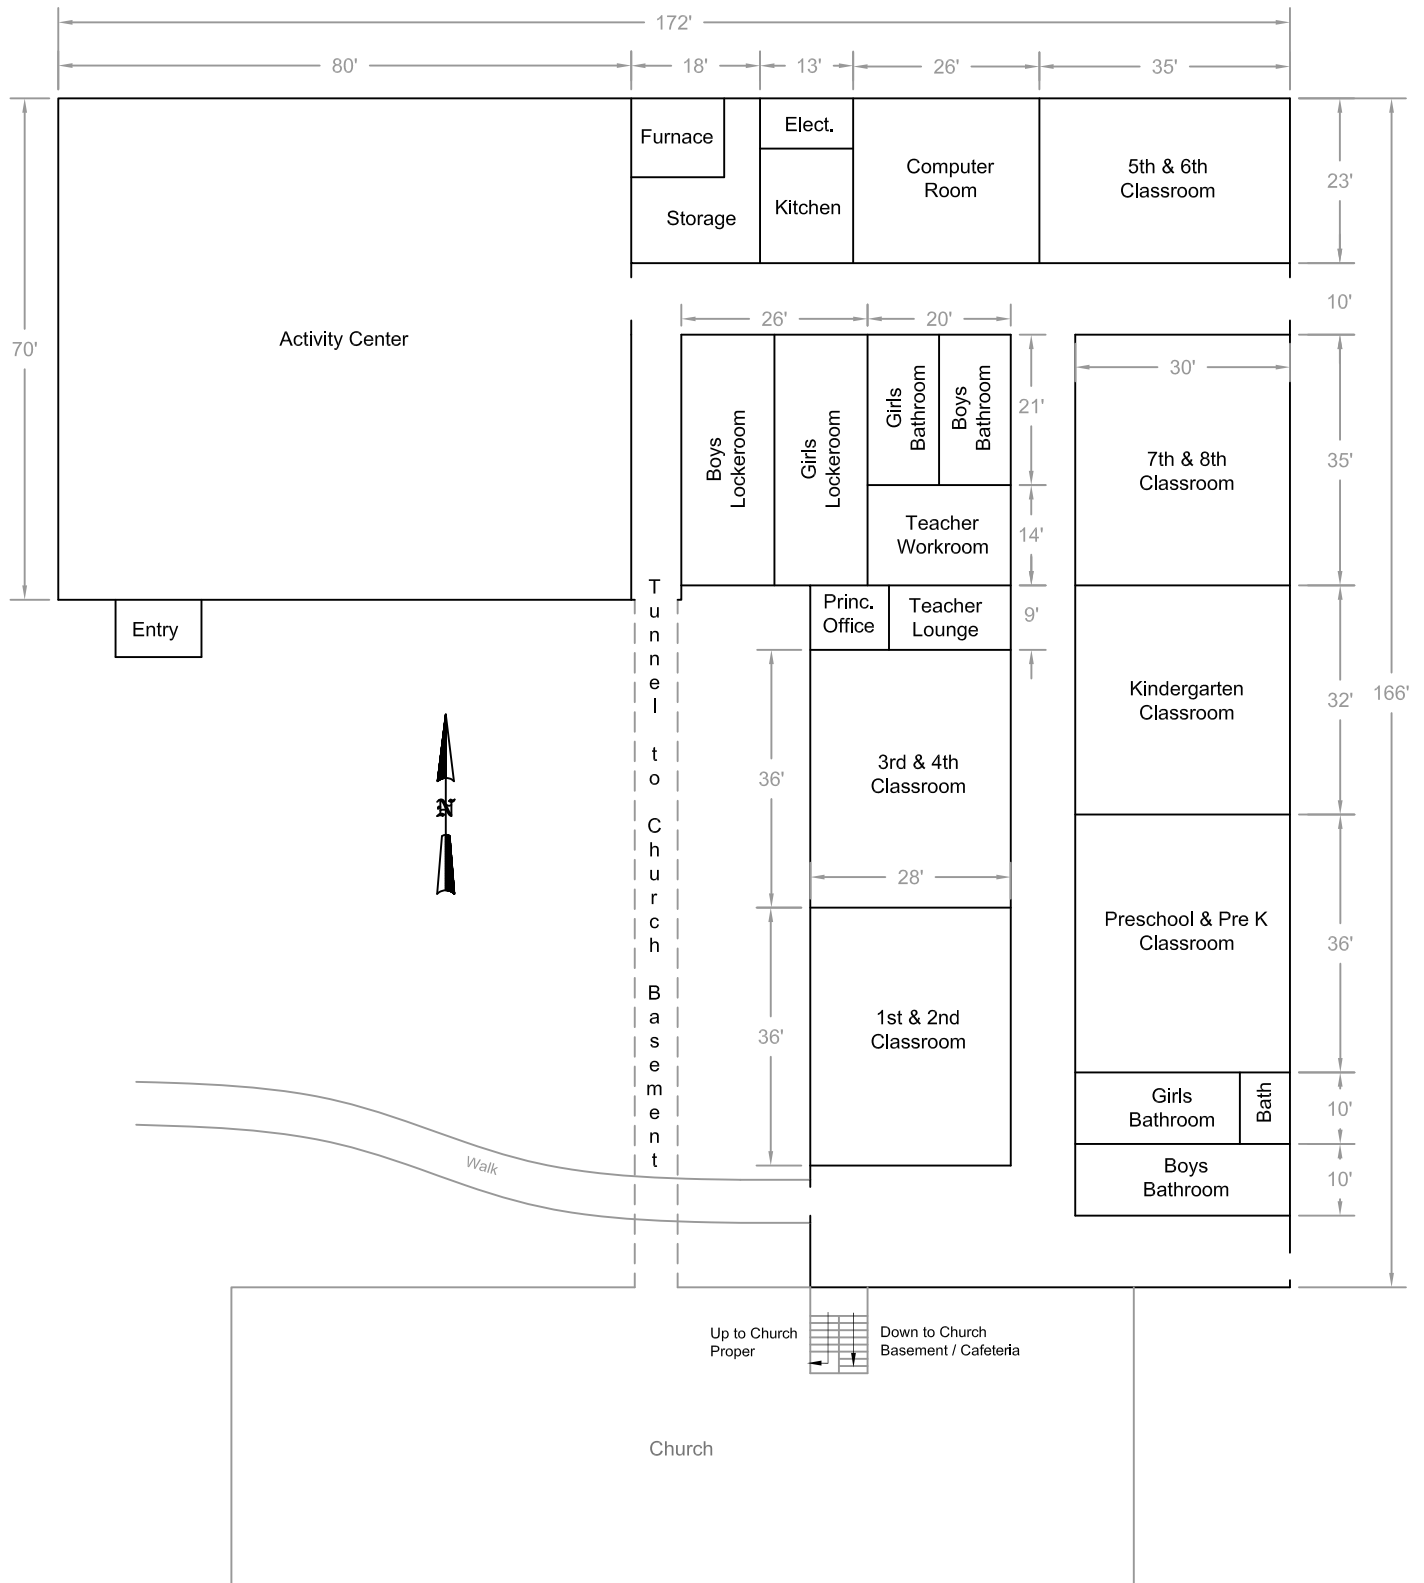 172'
80'
18'
13'
26'
35'
Furnace
Elect.
Computer
Room
5th & 6th
Classroom
23'
Storage
Kitchen
10'
26'
20'
Activity Center
70'
30'
Boys
Lockeroom
Girls
Lockeroom
Girls
Bathroom
Boys
Bathroom
21'
7th & 8th
Classroom
35'
Teacher
Workroom
14'
Tunnel to Church Basement
Entry
Princ.
Office
Teacher
Lounge
9'
Kindergarten
Classroom
32'
166'
N
36'
3rd & 4th
Classroom
28'
Preschool & Pre K
Classroom
36'
36'
1st & 2nd
Classroom
Girls
Bathroom
Bath
10'
Walk
Boys
Bathroom
10'
Up to Church
Proper
Down to Church
Basement / Cafeteria
Church